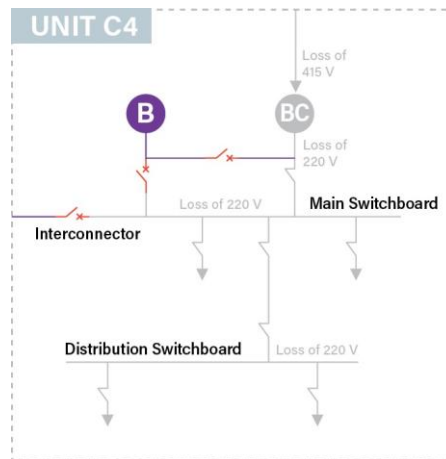 UNIT C4
Loss of
415 V
B
BC
Loss of
220 V
Loss of 220 V
Main Switchboard
Interconnector
Distribution Switchboard
Loss of 220 V